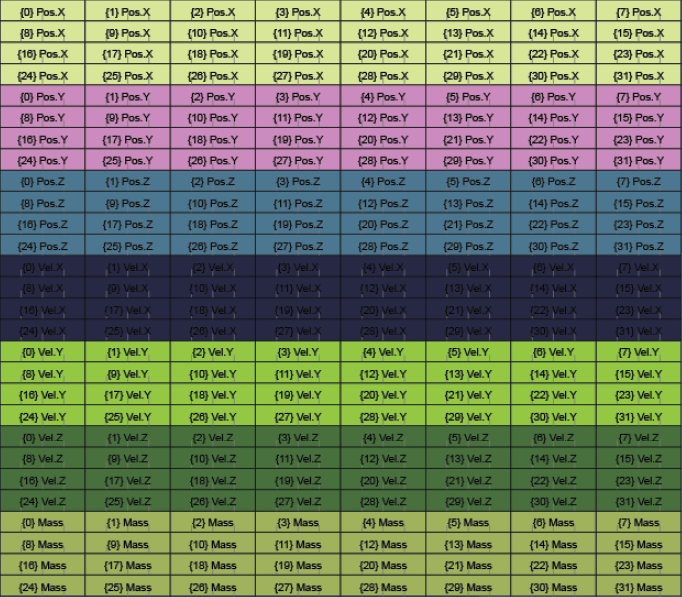 {0} Pos.X {1} Pos.X {2} Pos.X {3} Pos.X {4} Pos.X {5} Pos.X {6} Pos.X {7} Pos.X
{8} Pos.X {9} Pos.X {10} Pos.X {11} Pos.X {12} Pos.X {13} Pos.X {14} Pos.X {15} Pos.X
{16} Pos.X {17} Pos.X {18} Pos.X {19} Pos.X {20} Pos.X {21} Pos.X {22} Pos.X {23} Pos.X
{24} Pos.X {25} Pos.X {26} Pos.X {27} Pos.X {28} Pos.X {29} Pos.X {30} Pos.X {31} Pos.X
{0} Pos.Y {1} Pos.Y {2} Pos.Y {3} Pos.Y {4} Pos.Y {5} Pos.Y {6} Pos.Y {7} Pos.Y
{8} Pos.Y {9} Pos.Y {10} Pos.Y {11} Pos.Y {12} Pos.Y {13} Pos.Y {14} Pos.Y {15} Pos.Y
{16} Pos.Y {17} Pos.Y {18} Pos.Y {19} Pos.Y {20} Pos.Y {21} Pos.Y {22} Pos.Y {23} Pos.Y
{24} Pos.Y {25} Pos.Y {26} Pos.Y {27} Pos.Y {28} Pos.Y {29} Pos.Y {30} Pos.Y {31} Pos.Y
{0} Pos.Z {1} Pos.Z {2} Pos.Z {3} Pos.Z {4} Pos.Z {5} Pos.Z {6} Pos.Z {7} Pos.Z
{8} Pos.Z {9} Pos.Z {10} Pos.Z {11} Pos.Z {12} Pos.Z {13} Pos.Z {14} Pos.Z {15} Pos.Z
{16} Pos.Z {17} Pos.Z {18} Pos.Z {19} Pos.Z {20} Pos.Z {21} Pos.Z {22} Pos.Z {23} Pos.Z
{24} Pos.Z {25} Pos.Z {26} Pos.Z {27} Pos.Z {28} Pos.Z {29} Pos.Z {30} Pos.Z {31} Pos.Z
{0} Vel.X {1} Vel.X {2} Vel.X {3} Vel.X {4} Vel.X {5} Vel.X {6} Vel.X {7} Vel.X
{8} Vel.X {9} Vel.X {10} Vel.X {11} Vel.X {12} Vel.X {13} Vel.X {14} Vel.X {15} Vel.X
{16} Vel.X {17} Vel.X {18} Vel.X {19} Vel.X {20} Vel.X {21} Vel.X {22} Vel.X {23} Vel.X
{24} Vel.X {25} Vel.X {26} Vel.X {27} Vel.X {28} Vel.X {29} Vel.X {30} Vel.X {31} Vel.X
{0} Vel.Y {1} Vel.Y {2} Vel.Y {3} Vel.Y {4} Vel.Y {5} Vel.Y {6} Vel.Y {7} Vel.Y
{8} Vel.Y {9} Vel.Y {10} Vel.Y {11} Vel.Y {12} Vel.Y {13} Vel.Y {14} Vel.Y {15} Vel.Y
{16} Vel.Y {17} Vel.Y {18} Vel.Y {19} Vel.Y {20} Vel.Y {21} Vel.Y {22} Vel.Y {23} Vel.Y
{24} Vel.Y {25} Vel.Y {26} Vel.Y {27} Vel.Y {28} Vel.Y {29} Vel.Y {30} Vel.Y {31} Vel.Y
{0} Vel.Z {1} Vel.Z {2} Vel.Z {3} Vel.Z {4} Vel.Z {5} Vel.Z {6} Vel.Z {7} Vel.Z
{8} Vel.Z {9} Vel.Z {10} Vel.Z {11} Vel.Z {12} Vel.Z {13} Vel.Z {14} Vel.Z {15} Vel.Z
{16} Vel.Z {17} Vel.Z {18} Vel.Z {19} Vel.Z {20} Vel.Z {21} Vel.Z {22} Vel.Z {23} Vel.Z
{24} Vel.Z {25} Vel.Z {26} Vel.Z {27} Vel.Z {28} Vel.Z {29} Vel.Z {30} Vel.Z {31} Vel.Z
{0} Mass {1} Mass {2} Mass {3} Mass {4} Mass {5} Mass {6} Mass {7} Mass
{8} Mass {9} Mass {10} Mass {11} Mass {12} Mass {13} Mass {14} Mass {15} Mass
{16} Mass {17} Mass {18} Mass {19} Mass {20} Mass {21} Mass {22} Mass {23} Mass
{24} Mass {25} Mass {26} Mass {27} Mass {28} Mass {29} Mass {30} Mass {31} Mass